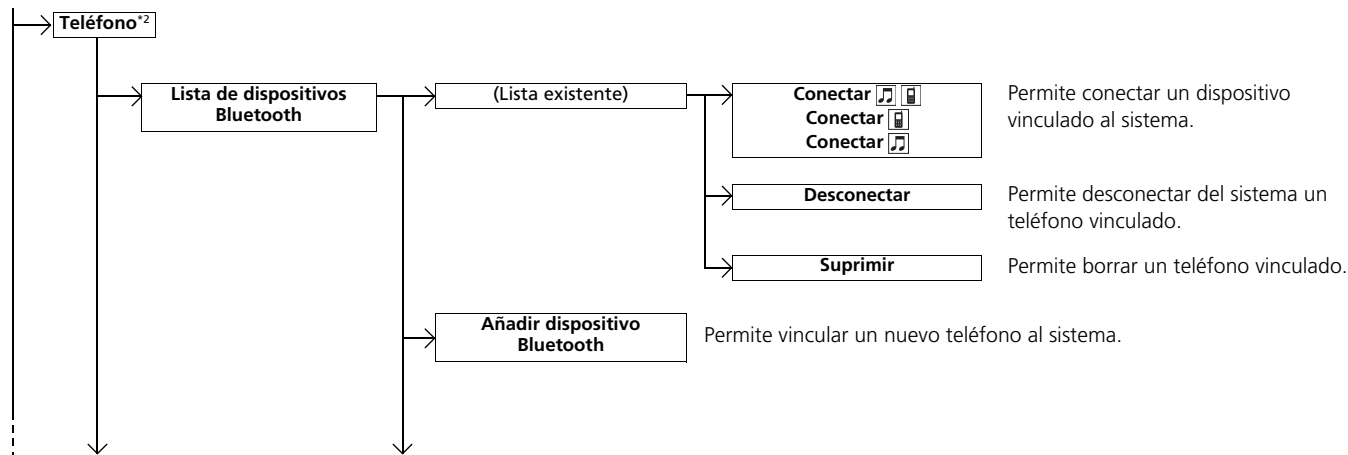 Teléfono*2
Lista de dispositivos
Bluetooth
(Lista existente)
Conectar
Conectar
Conectar
Permite conectar un dispositivo
vinculado al sistema.
Desconectar
Permite desconectar del sistema un
teléfono vinculado.
Suprimir
Permite borrar un teléfono vinculado.
Añadir dispositivo
Bluetooth
Permite vincular un nuevo teléfono al sistema.